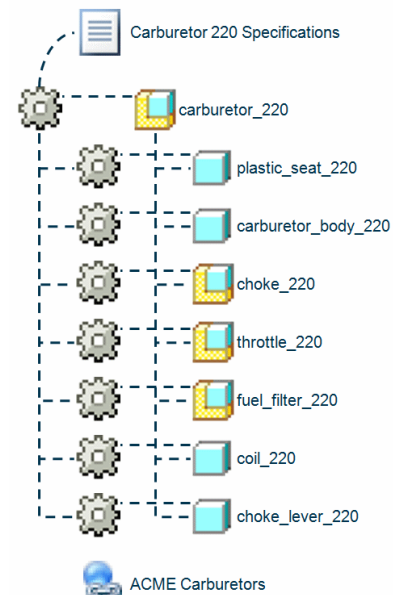 Carburetor 220 Specifications
carburetor_220
plastic_seat_220
carburetor_body_220
choke_220
throttle_220
fuel_filter_220
coil_220
choke_lever_220
ACME Carburetors